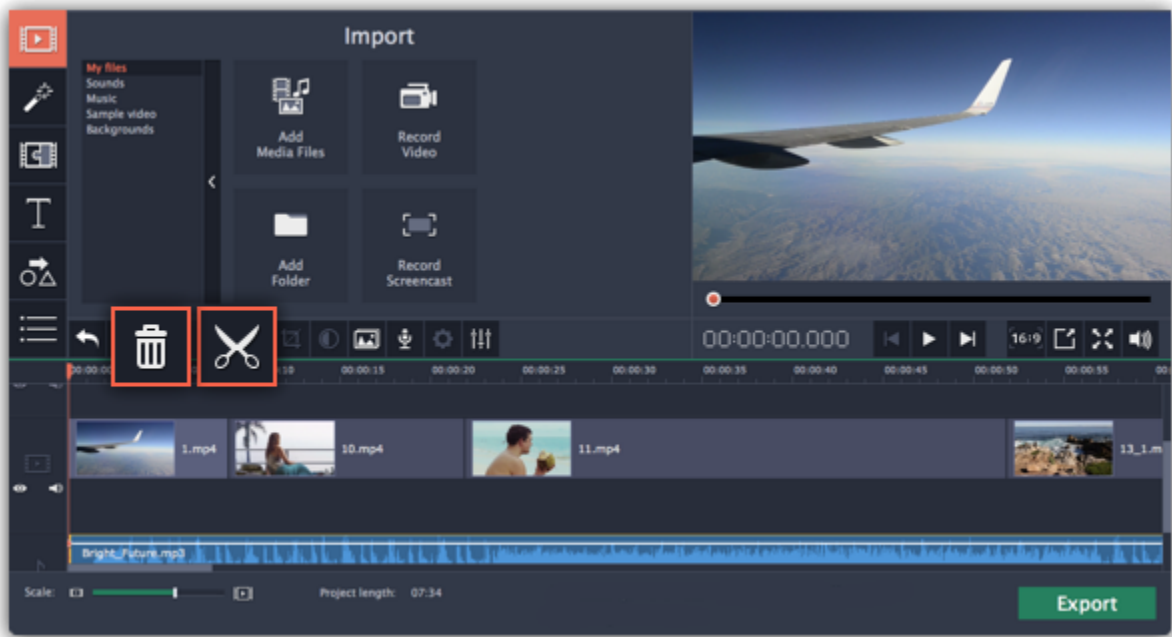 Import
My files
Sounds
Music
Sample video
Backgrounds
Add
Media Files
Record
Video
Add
Folder
Record
Screencast
T
00:00:00.000
16:9
00:00:15
00:00:20
00:00:25
00:00:30
00:00:35
00:00:40
00:00:45
00:00:50
00:00:55
1.mp4
10.mp4
11.mp4
13_1.m
Bright_Future.mp3
Scale:
Project length: 07:34
Export